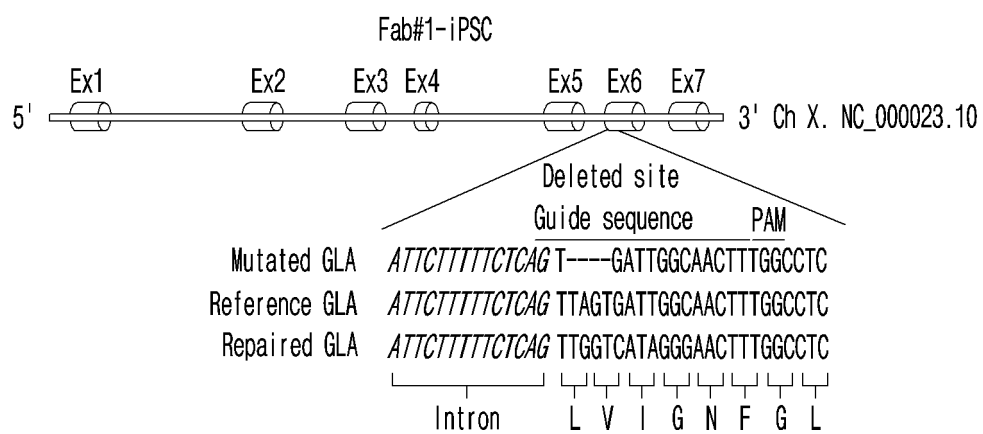 Fab#1-iPSC
Ex1 Ex2 Ex3 Ex4 Ex5 Ex6 Ex7
5' 3' Ch X. NC_000023.10
Deleted site
Guide sequence PAM
Mutated GLA ATTCTTTTTCTCAG T----GATTGGCAACTTTGGCCTC
Reference GLA ATTCTTTTTCTCAG TTAGTGATTGGCAACTTTGGCCTC
Repaired GLA ATTCTTTTTCTCAG TTGGTCATAGGGAACTTTGGCCTC
Intron L V I G N F G L